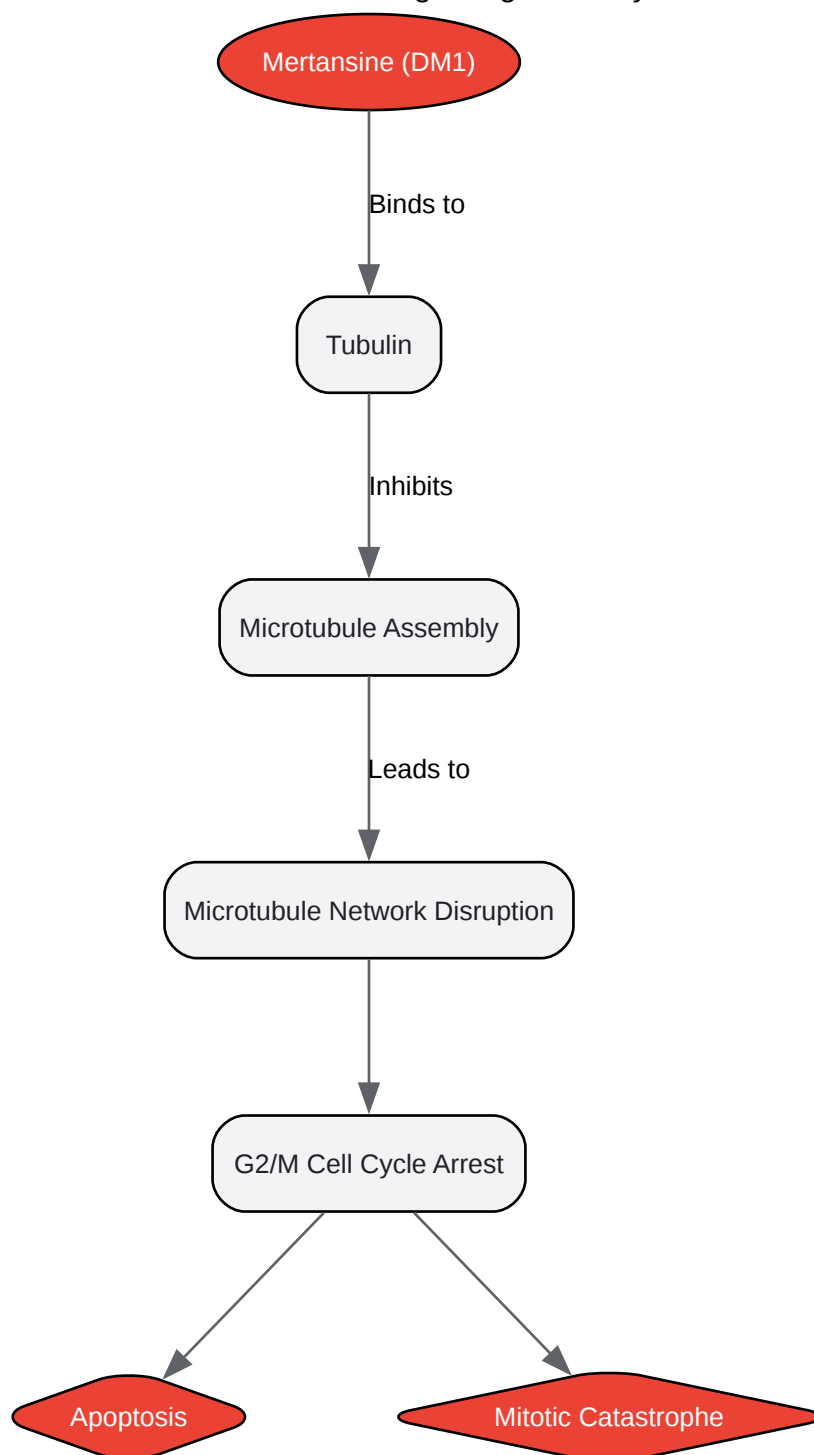 Mertansine (DM1)
Binds to
Tubulin
Inhibits
Microtubule Assembly
Leads to
Microtubule Network Disruption
G2/M Cell Cycle Arrest
Apoptosis
Mitotic Catastrophe